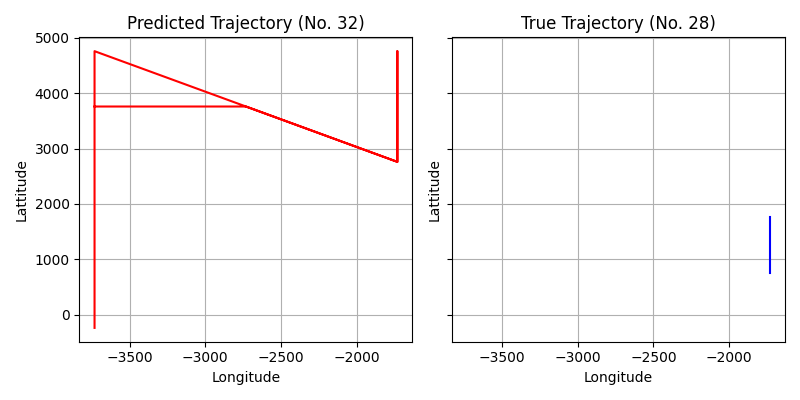 Predicted Trajectory (No. 32)
5000
4000
3000
2000
1000
0
Lattitude
−3500 −3000 −2500 −2000
Longitude
True Trajectory (No. 28)
Lattitude
−3500 −3000 −2500 −2000
Longitude